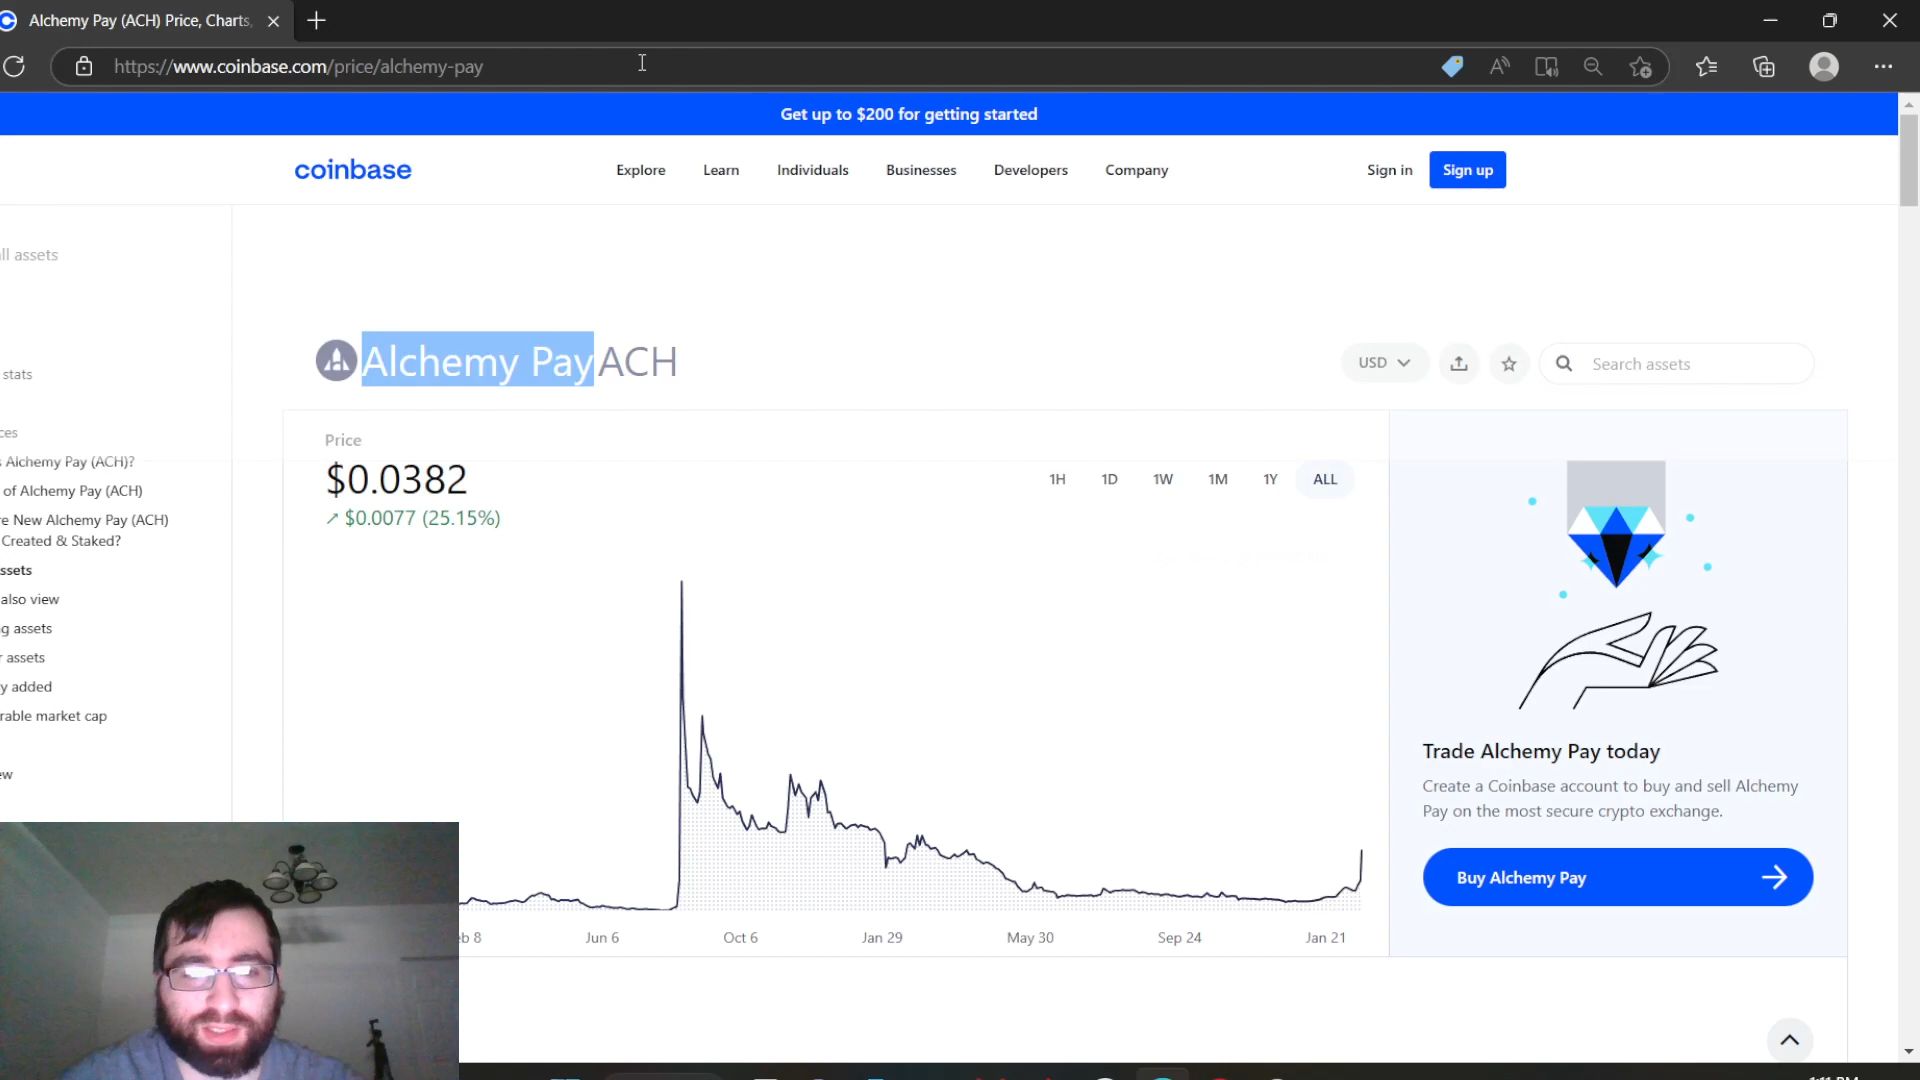 Alchemy Pay (ACH) Price, Charts,
https://www.coinbase.com/price/alchemy-pay
Get up to $200 for getting started
coinbase
Explore
Learn
Individuals
Businesses
Developers
Company
Sign in
Sign up
ll assets
stats
ces
s Alchemy Pay (ACH)?
of Alchemy Pay (ACH)
re New Alchemy Pay (ACH)
Created & Staked?
ssets
also view
g assets
r assets
y added
rable market cap
ew
Alchemy Pay ACH
USD
Search assets
Price
$0.0382
$0.0077 (25.15%)
1H
1D
1W
1M
1Y
ALL
eb 8
Jun 6
Oct 6
Jan 29
May 30
Sep 24
Jan 21
Trade Alchemy Pay today
Create a Coinbase account to buy and sell Alchemy
Pay on the most secure crypto exchange.
Buy Alchemy Pay